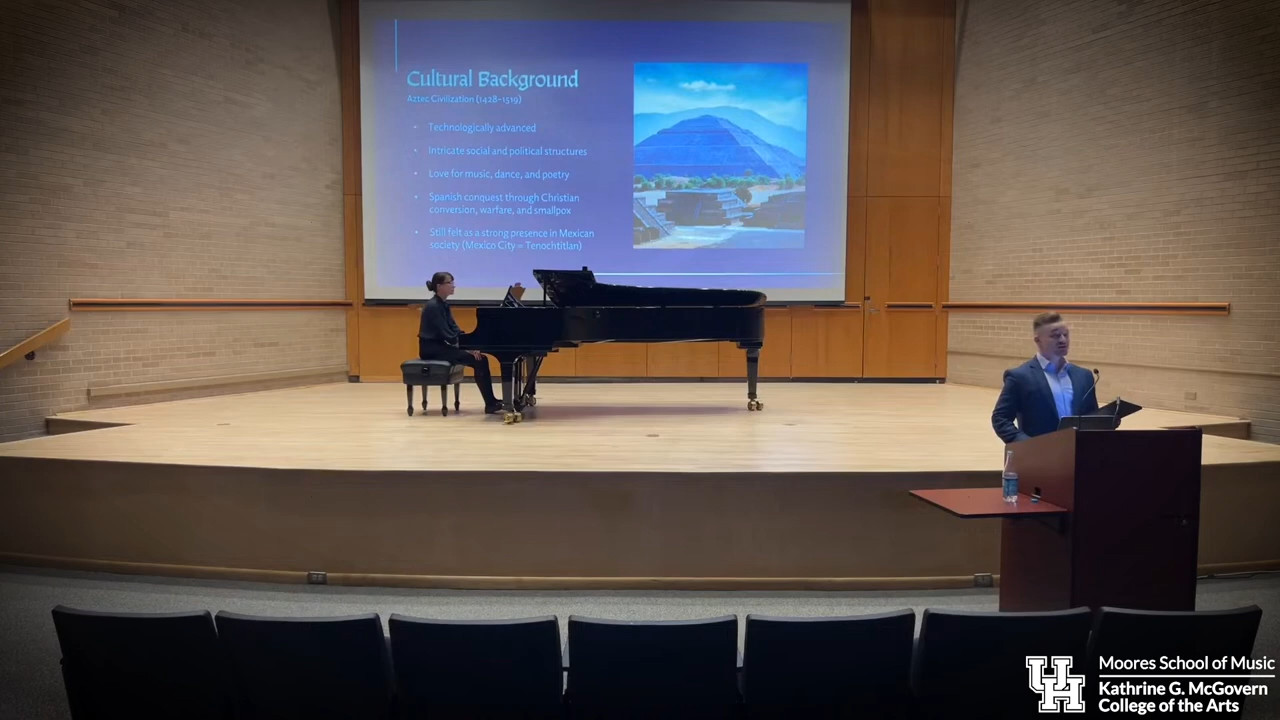 Cultural Background
Aztec Civilization (1428-1519)
• Technologically advanced
• Intricate social and political structures
• Love for music, dance, and poetry
• Spanish conquest through Christian
conversion, warfare, and smallpox
• Still felt as a strong presence in Mexican
society (Mexico City = Tenochtitlan)
UH
Moores School of Music
Kathrine G. McGovern
College of the Arts